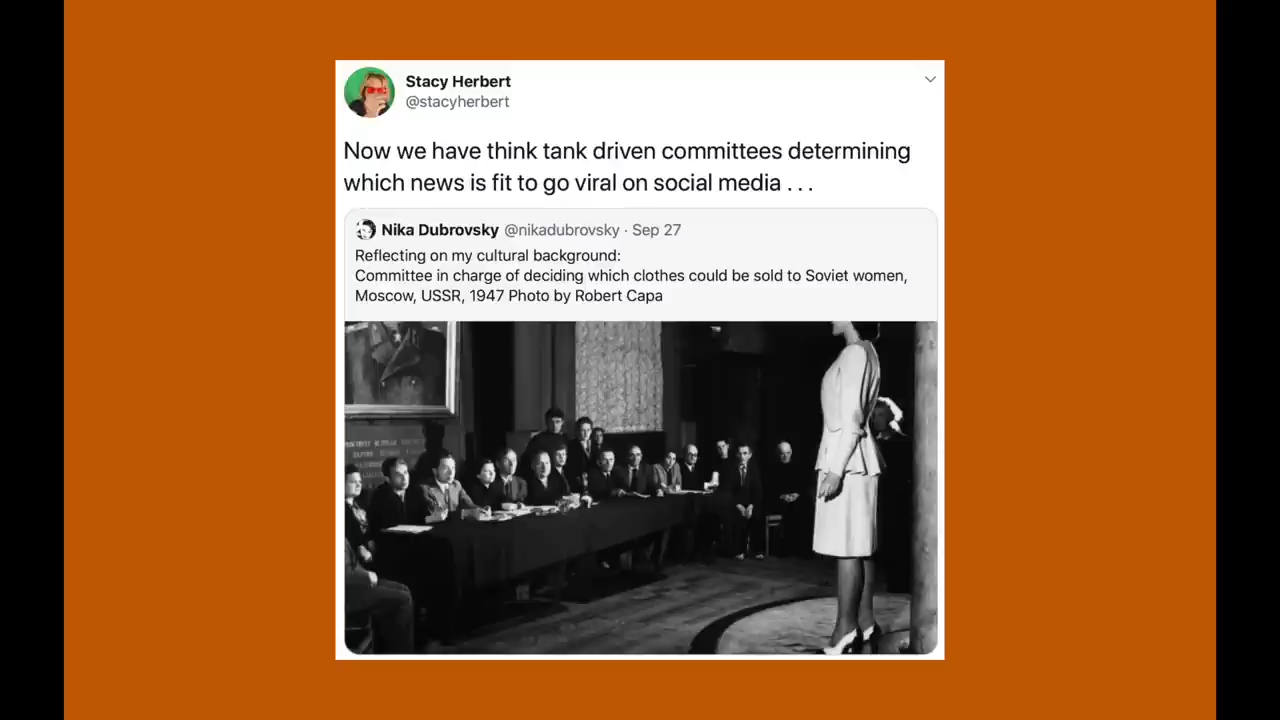 Stacy Herbert
@stacyherbert
Now we have think tank driven committees determining
which news is fit to go viral on social media . . .
Nika Dubrovsky @nikadubrovsky · Sep 27
Reflecting on my cultural background:
Committee in charge of deciding which clothes could be sold to Soviet women,
Moscow, USSR, 1947 Photo by Robert Capa